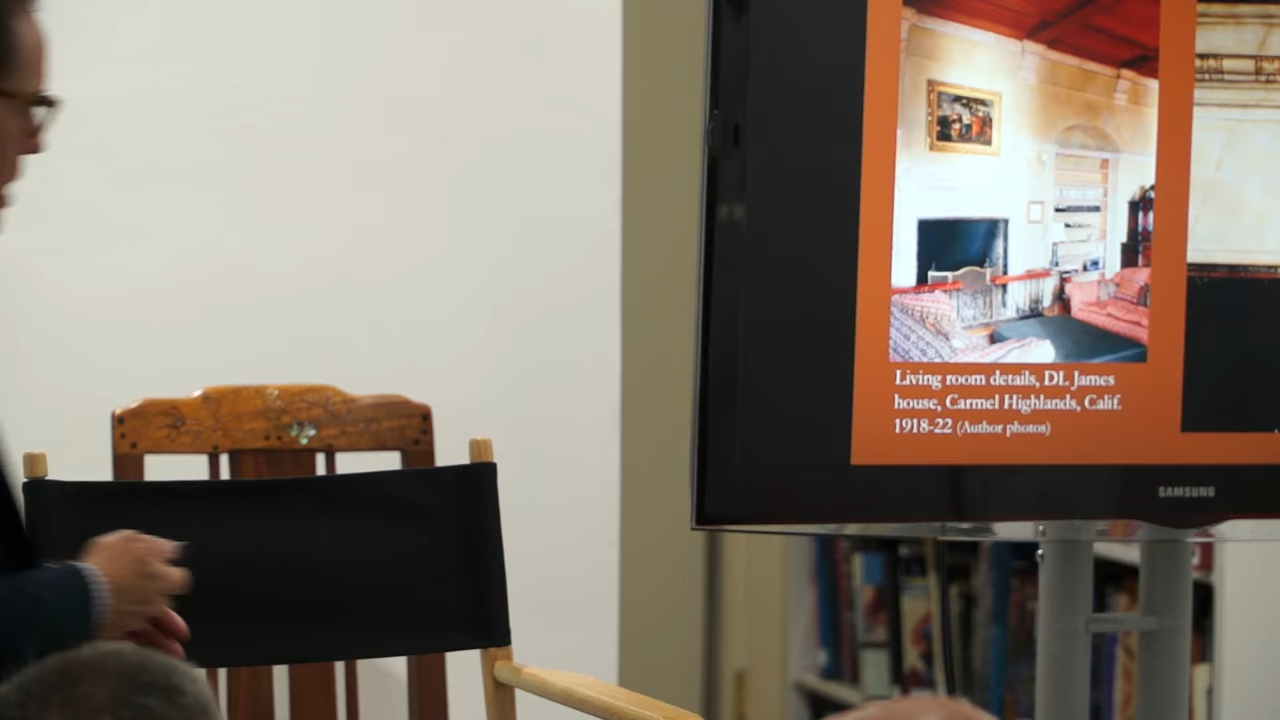 Living room details, DL James
house, Carmel Highlands, Calif.
1918-22 (Author photos)
SAMSUNG